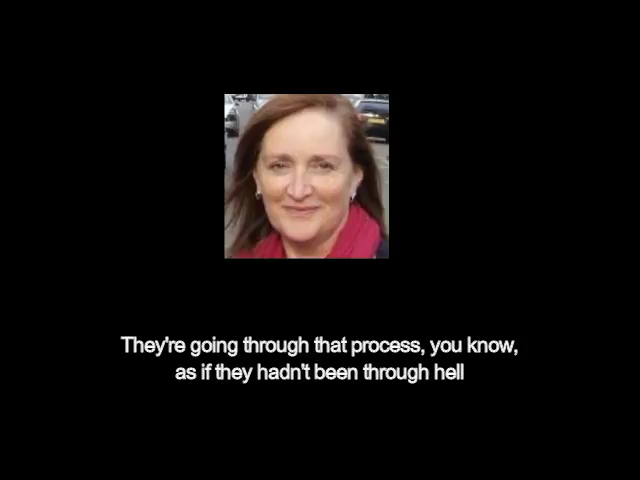 They're going through that process, you know,
as if they hadn't been through hell